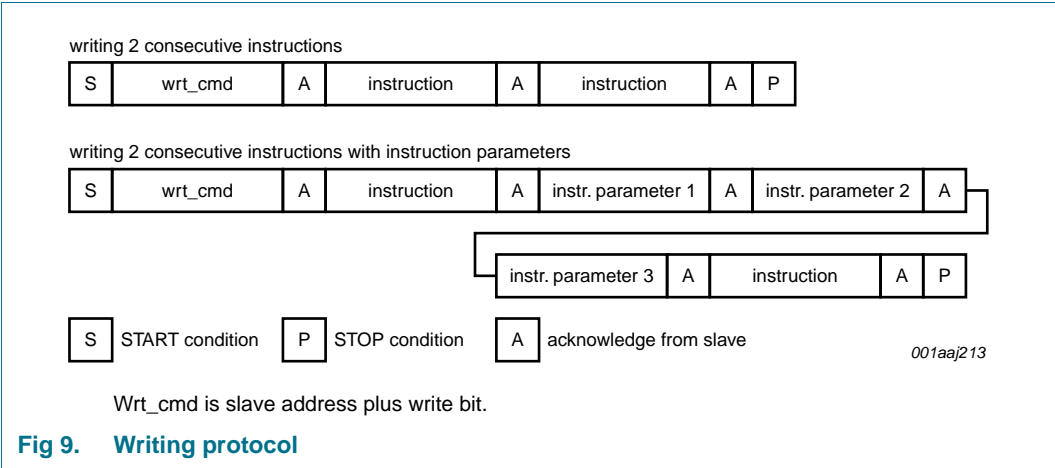 writing 2 consecutive instructions
S wrt_cmd A instruction A instruction A P
writing 2 consecutive instructions with instruction parameters
S wrt_cmd A instruction A instr. parameter 1 A instr. parameter 2 A
instr. parameter 3 A instruction A P
S START condition P STOP condition A acknowledge from slave
001aaj213
Wrt_cmd is slave address plus write bit.
Fig 9. Writing protocol